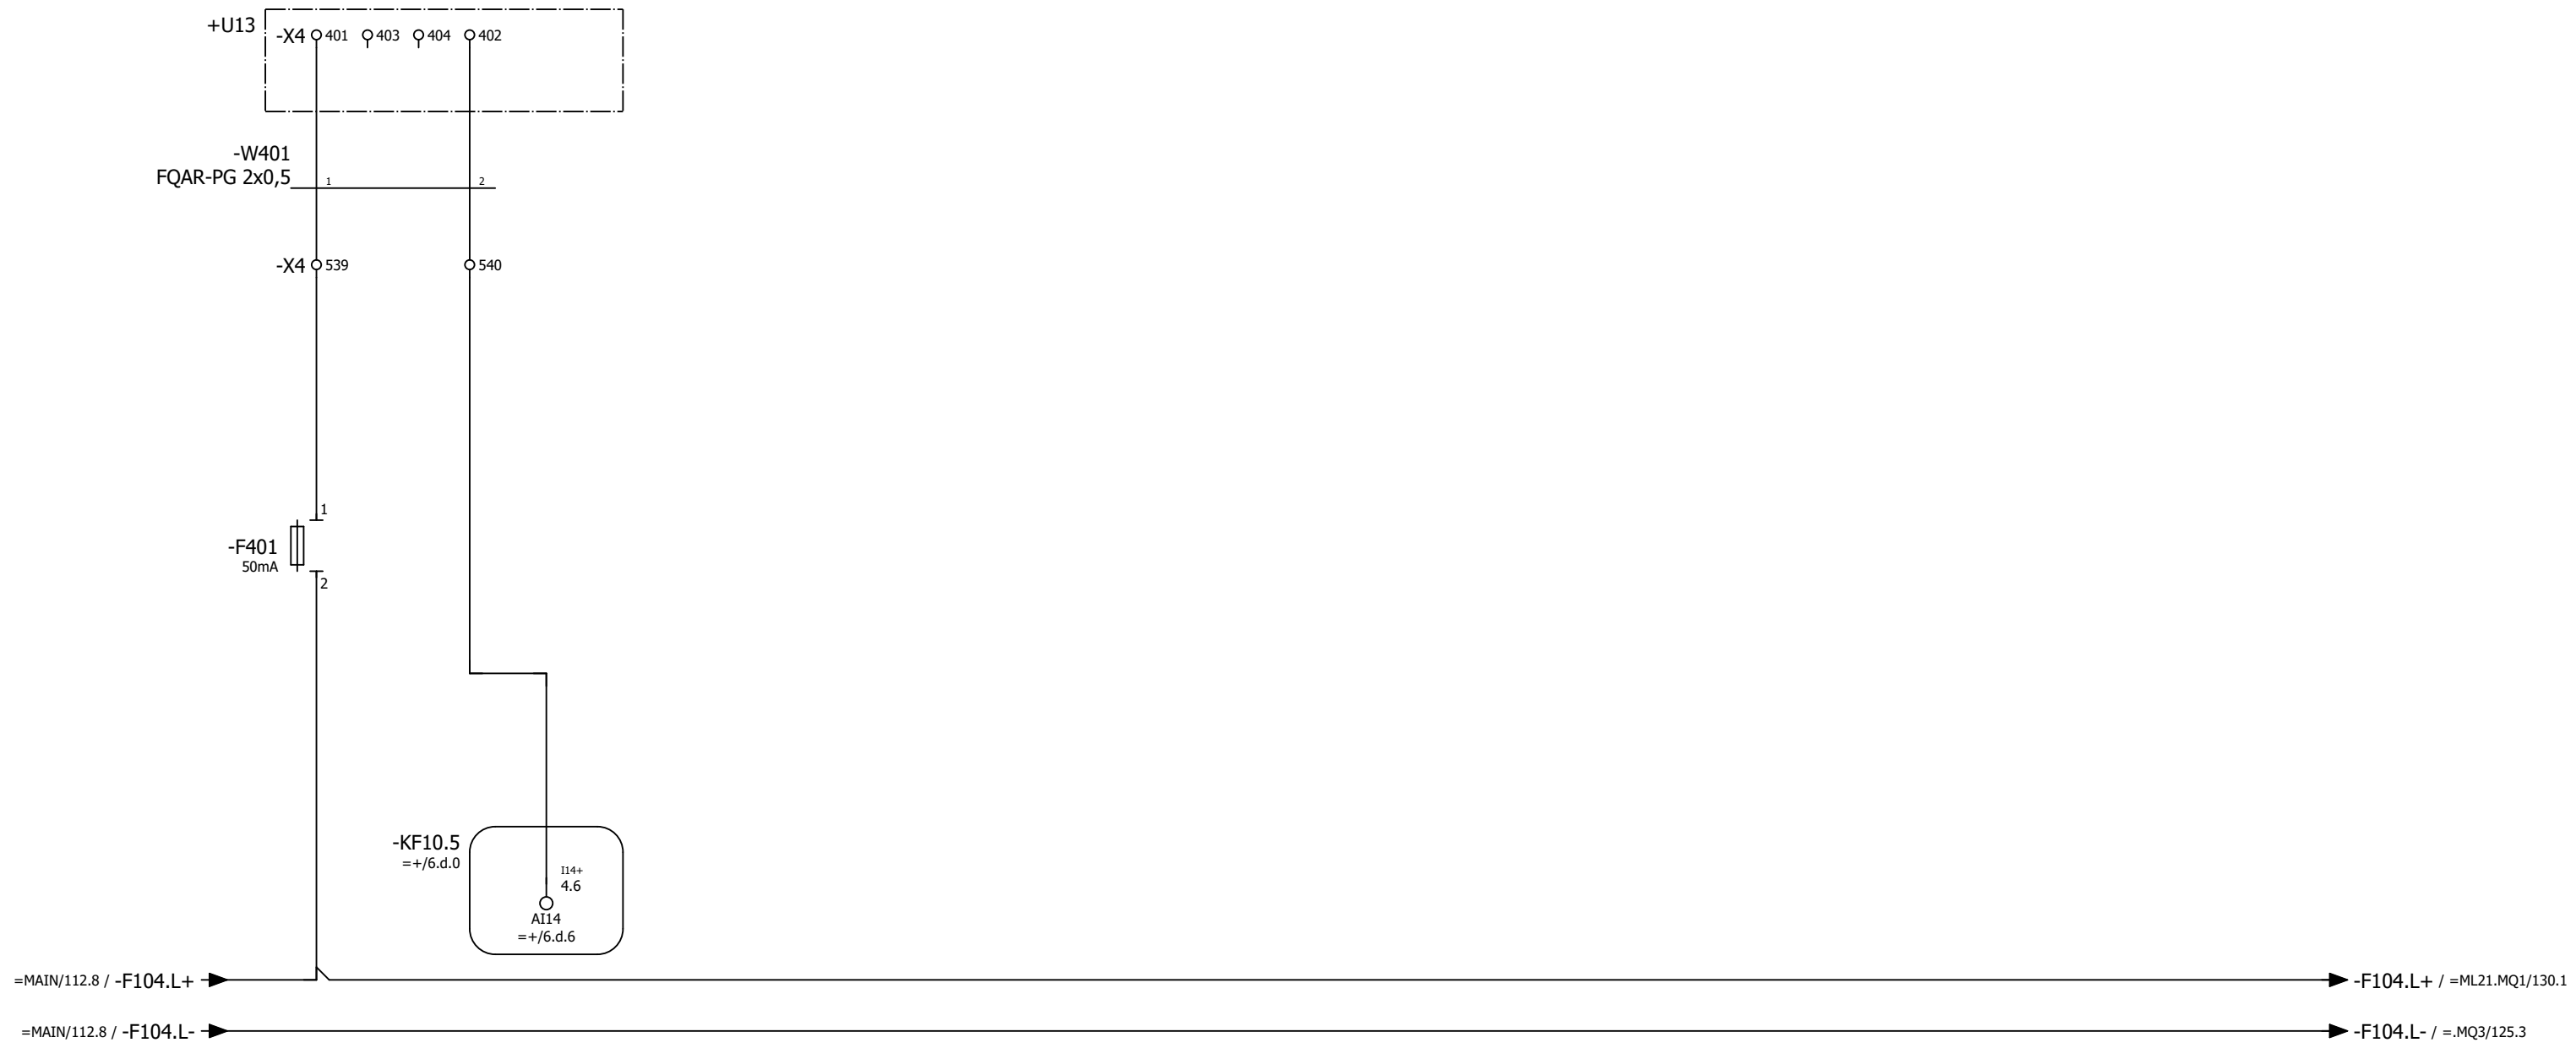 +U13
-X4 401 403 404 402
-W401
FQAR-PG 2x0,5
1 2
-X4 539 540
1
-F401
50mA
2
-KF10.5
=+/6.d.0
I14+
4.6
AI14
=+/6.d.6
=MAIN/112.8 / -F104.L+ -F104.L+ / =ML21.MQ1/130.1
=MAIN/112.8 / -F104.L- -F104.L- / =.MQ3/125.3